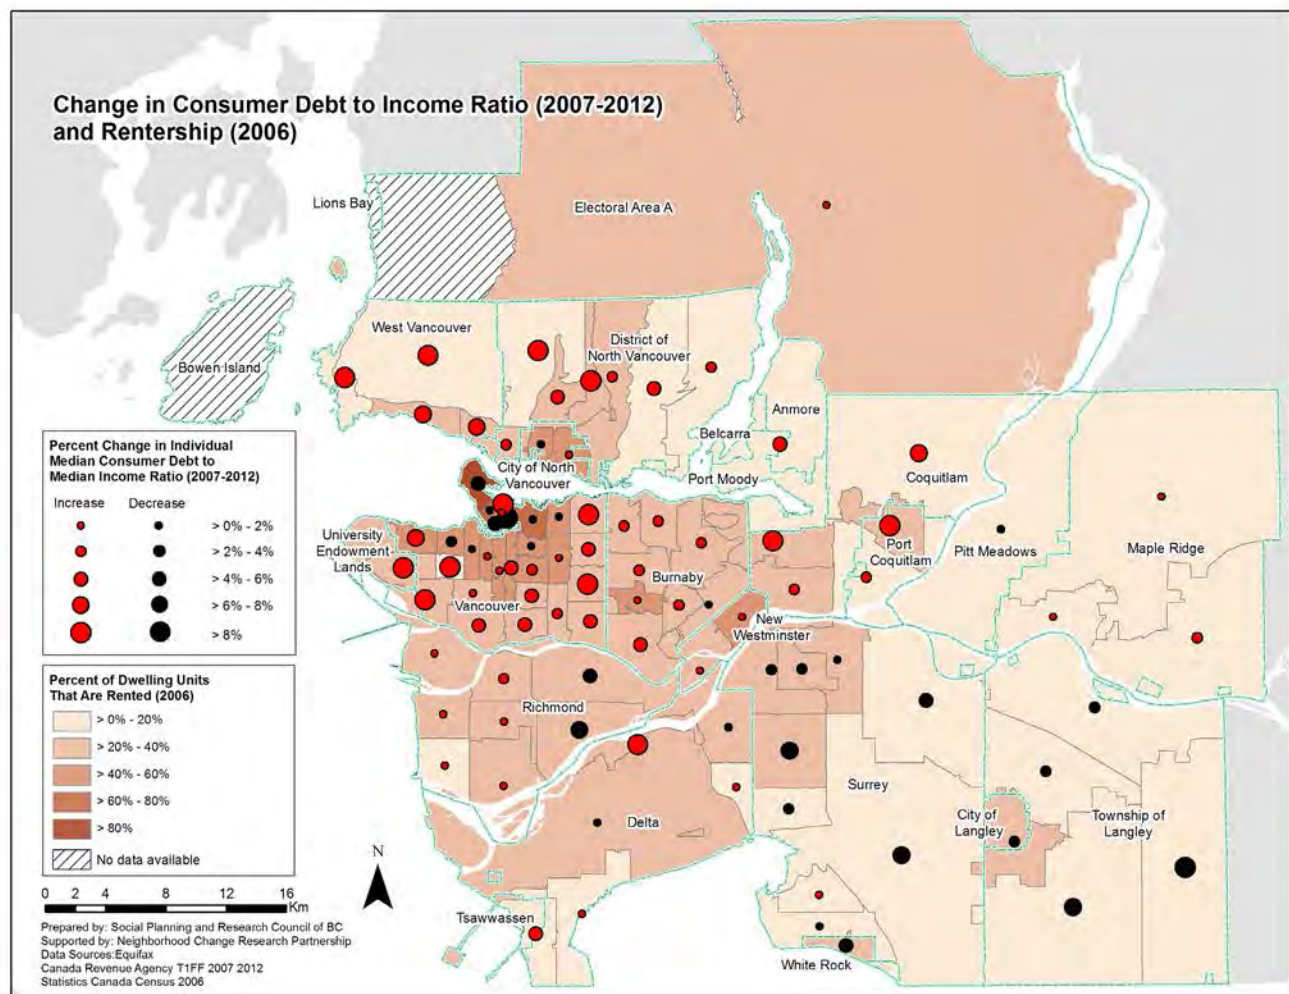 Change in Consumer Debt to Income Ratio (2007-2012)
and Rentership (2006)
Lions Bay
Electoral Area A
West Vancouver
District of
North Vancouver
Bowen Island
Anmore
Belcarra
City of North
Vancouver
Port Moody
Coquitlam
Port
Coquitlam
Pitt Meadows
Maple Ridge
University
Endowment
Lands
Burnaby
Vancouver
New
Westminster
Richmond
Surrey
Delta
City of
Langley
Township of
Langley
Tsawwassen
White Rock
Percent Change in Individual
Median Consumer Debt to
Median Income Ratio (2007-2012)
Increase Decrease
> 0% - 2%
> 2% - 4%
> 4% - 6%
> 6% - 8%
> 8%
Percent of Dwelling Units
That Are Rented (2006)
> 0% - 20%
> 20% - 40%
> 40% - 60%
> 60% - 80%
> 80%
No data available
0 2 4 8 12 16
Km
N
Prepared by: Social Planning and Research Council of BC
Supported by: Neighborhood Change Research Partnership
Data Sources:Equifax
Canada Revenue Agency T1FF 2007 2012
Statistics Canada Census 2006